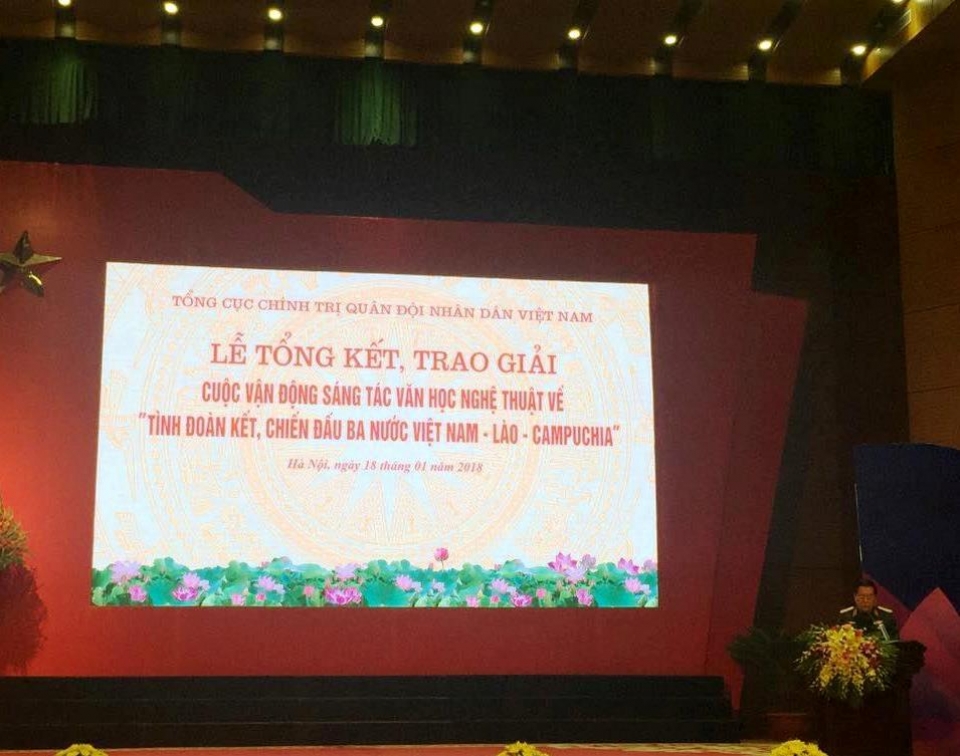 TỔNG CỤC CHÍNH TRỊ QUÂN ĐỘI NHÂN DÂN VIỆT NAM
LỄ TỔNG KẾT, TRAO GIẢI
CUỘC VẬN ĐỘNG SÁNG TÁC VĂN HỌC NGHỆ THUẬT VỀ
"TÌNH ĐOÀN KẾT, CHIẾN ĐẤU BA NƯỚC VIỆT NAM - LÀO - CAMPUCHIA"
Hà Nội, ngày 18 tháng 01 năm 2018